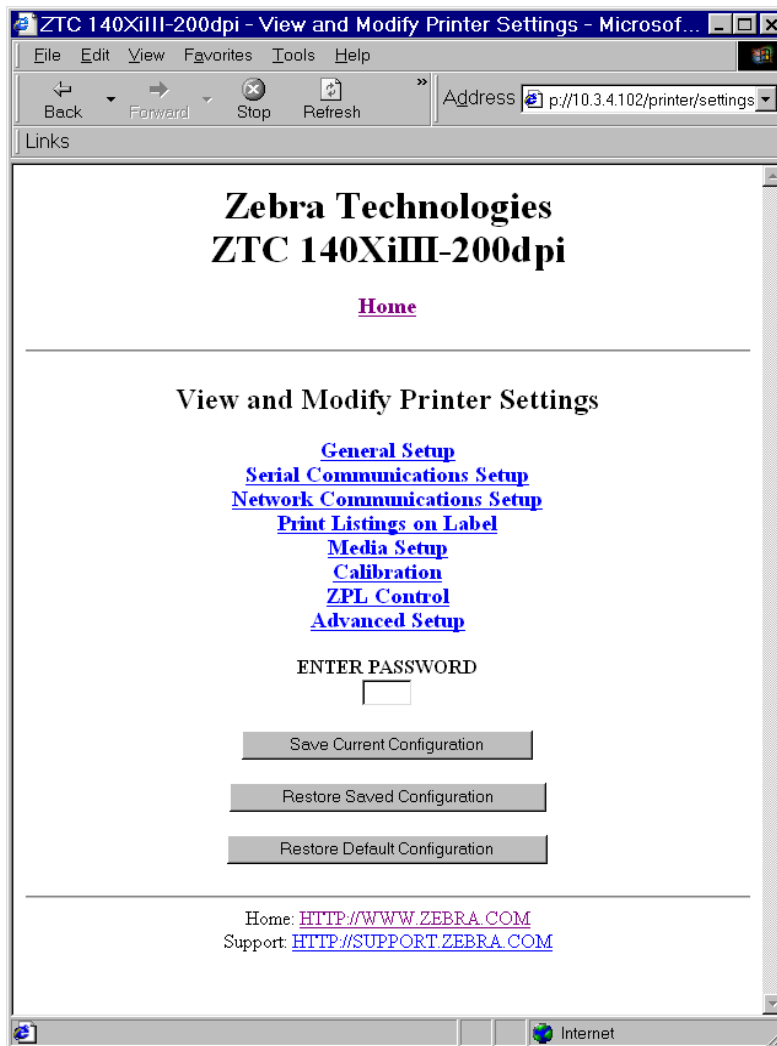 ZTC 140XiIII-200dpi - View and Modify Printer Settings - Microsof...
File Edit View Favorites Tools Help
Back Forward Stop Refresh » Address p://10.3.4.102/printer/settings
Links
Zebra Technologies
ZTC 140XiIII-200dpi
Home
View and Modify Printer Settings
General Setup
Serial Communications Setup
Network Communications Setup
Print Listings on Label
Media Setup
Calibration
ZPL Control
Advanced Setup
ENTER PASSWORD
Save Current Configuration
Restore Saved Configuration
Restore Default Configuration
Home: HTTP://WWW.ZEBRA.COM
Support: HTTP://SUPPORT.ZEBRA.COM
Internet